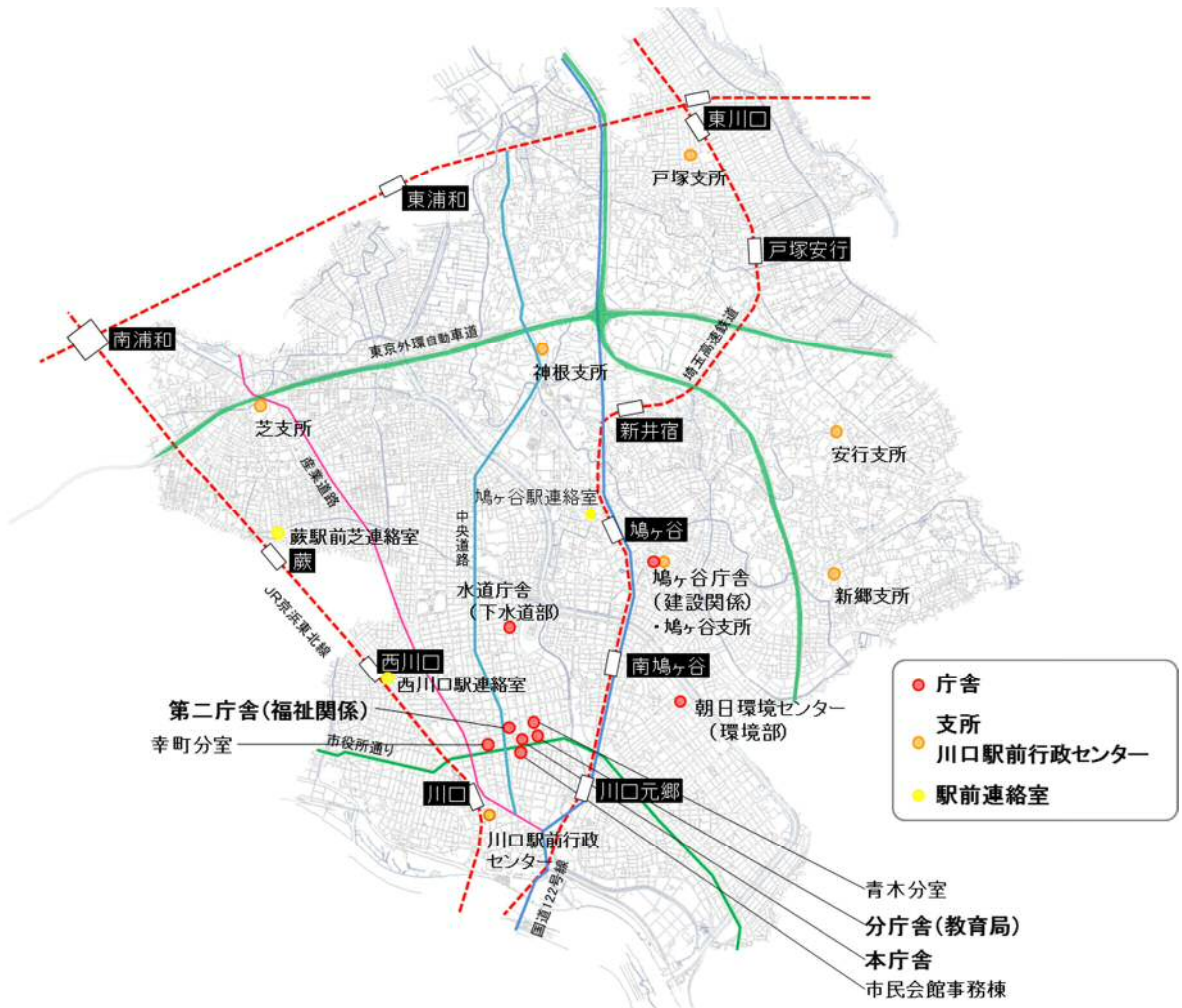 東川口
戸塚支所
東浦和
戸塚安行
南浦和
東京外環自動車道
埼玉高速鉄道
神根支所
芝支所
新井宿
安行支所
産業道路
鳩ヶ谷駅連絡室
中央道路
鳩ヶ谷
蕨駅前芝連絡室
蕨
鳩ヶ谷庁舎
(建設関係)
・鳩ヶ谷支所
新郷支所
水道庁舎
(下水道部)
JR京浜東北線
西川口
西川口駅連絡室
南鳩ヶ谷
朝日環境センター
(環境部)
第二庁舎(福祉関係)
幸町分室
市役所通り
川口
川口元郷
川口駅前行政
センター
国道122号線
庁舎
支所
川口駅前行政センター
駅前連絡室
青木分室
分庁舎(教育局)
本庁舎
市民会館事務棟